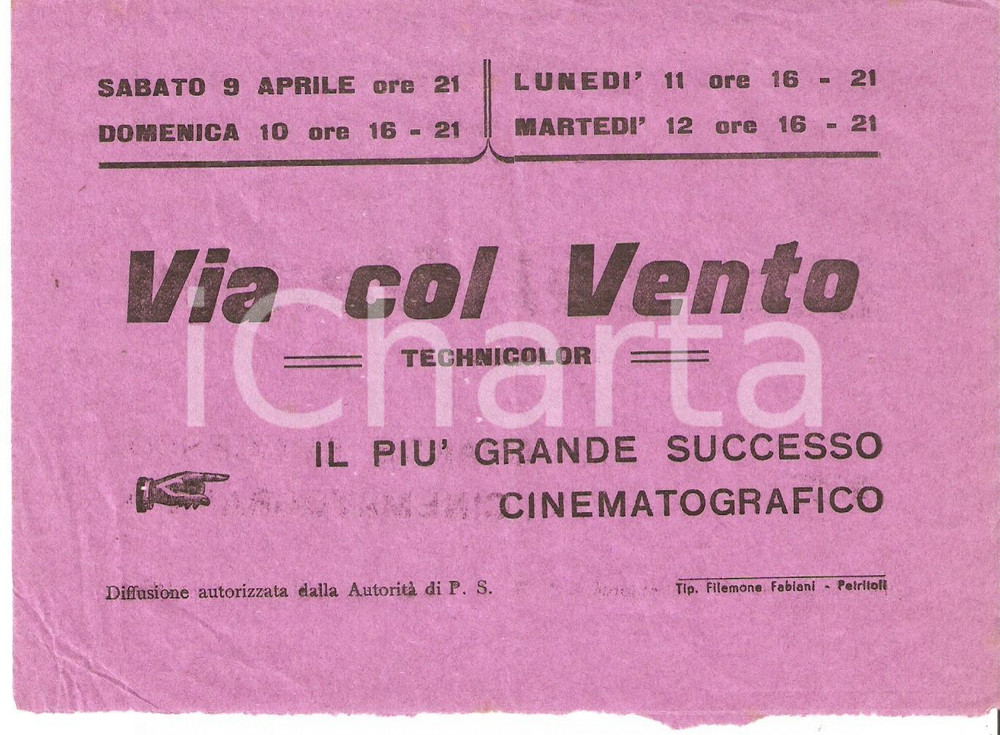 SABATO 9 APRILE ore 21
DOMENICA 10 ore 16 - 21
LUNEDI' 11 ore 16 - 21
MARTEDI' 12 ore 16 - 21
Via col Vento
TECHNICOLOR
iCharta
IL PIU' GRANDE SUCCESSO
CINEMATOGRAFICO
Diffusione autorizzata dalla Autorità di P. S.
Tip. Filemone Fabiani - Petritoli